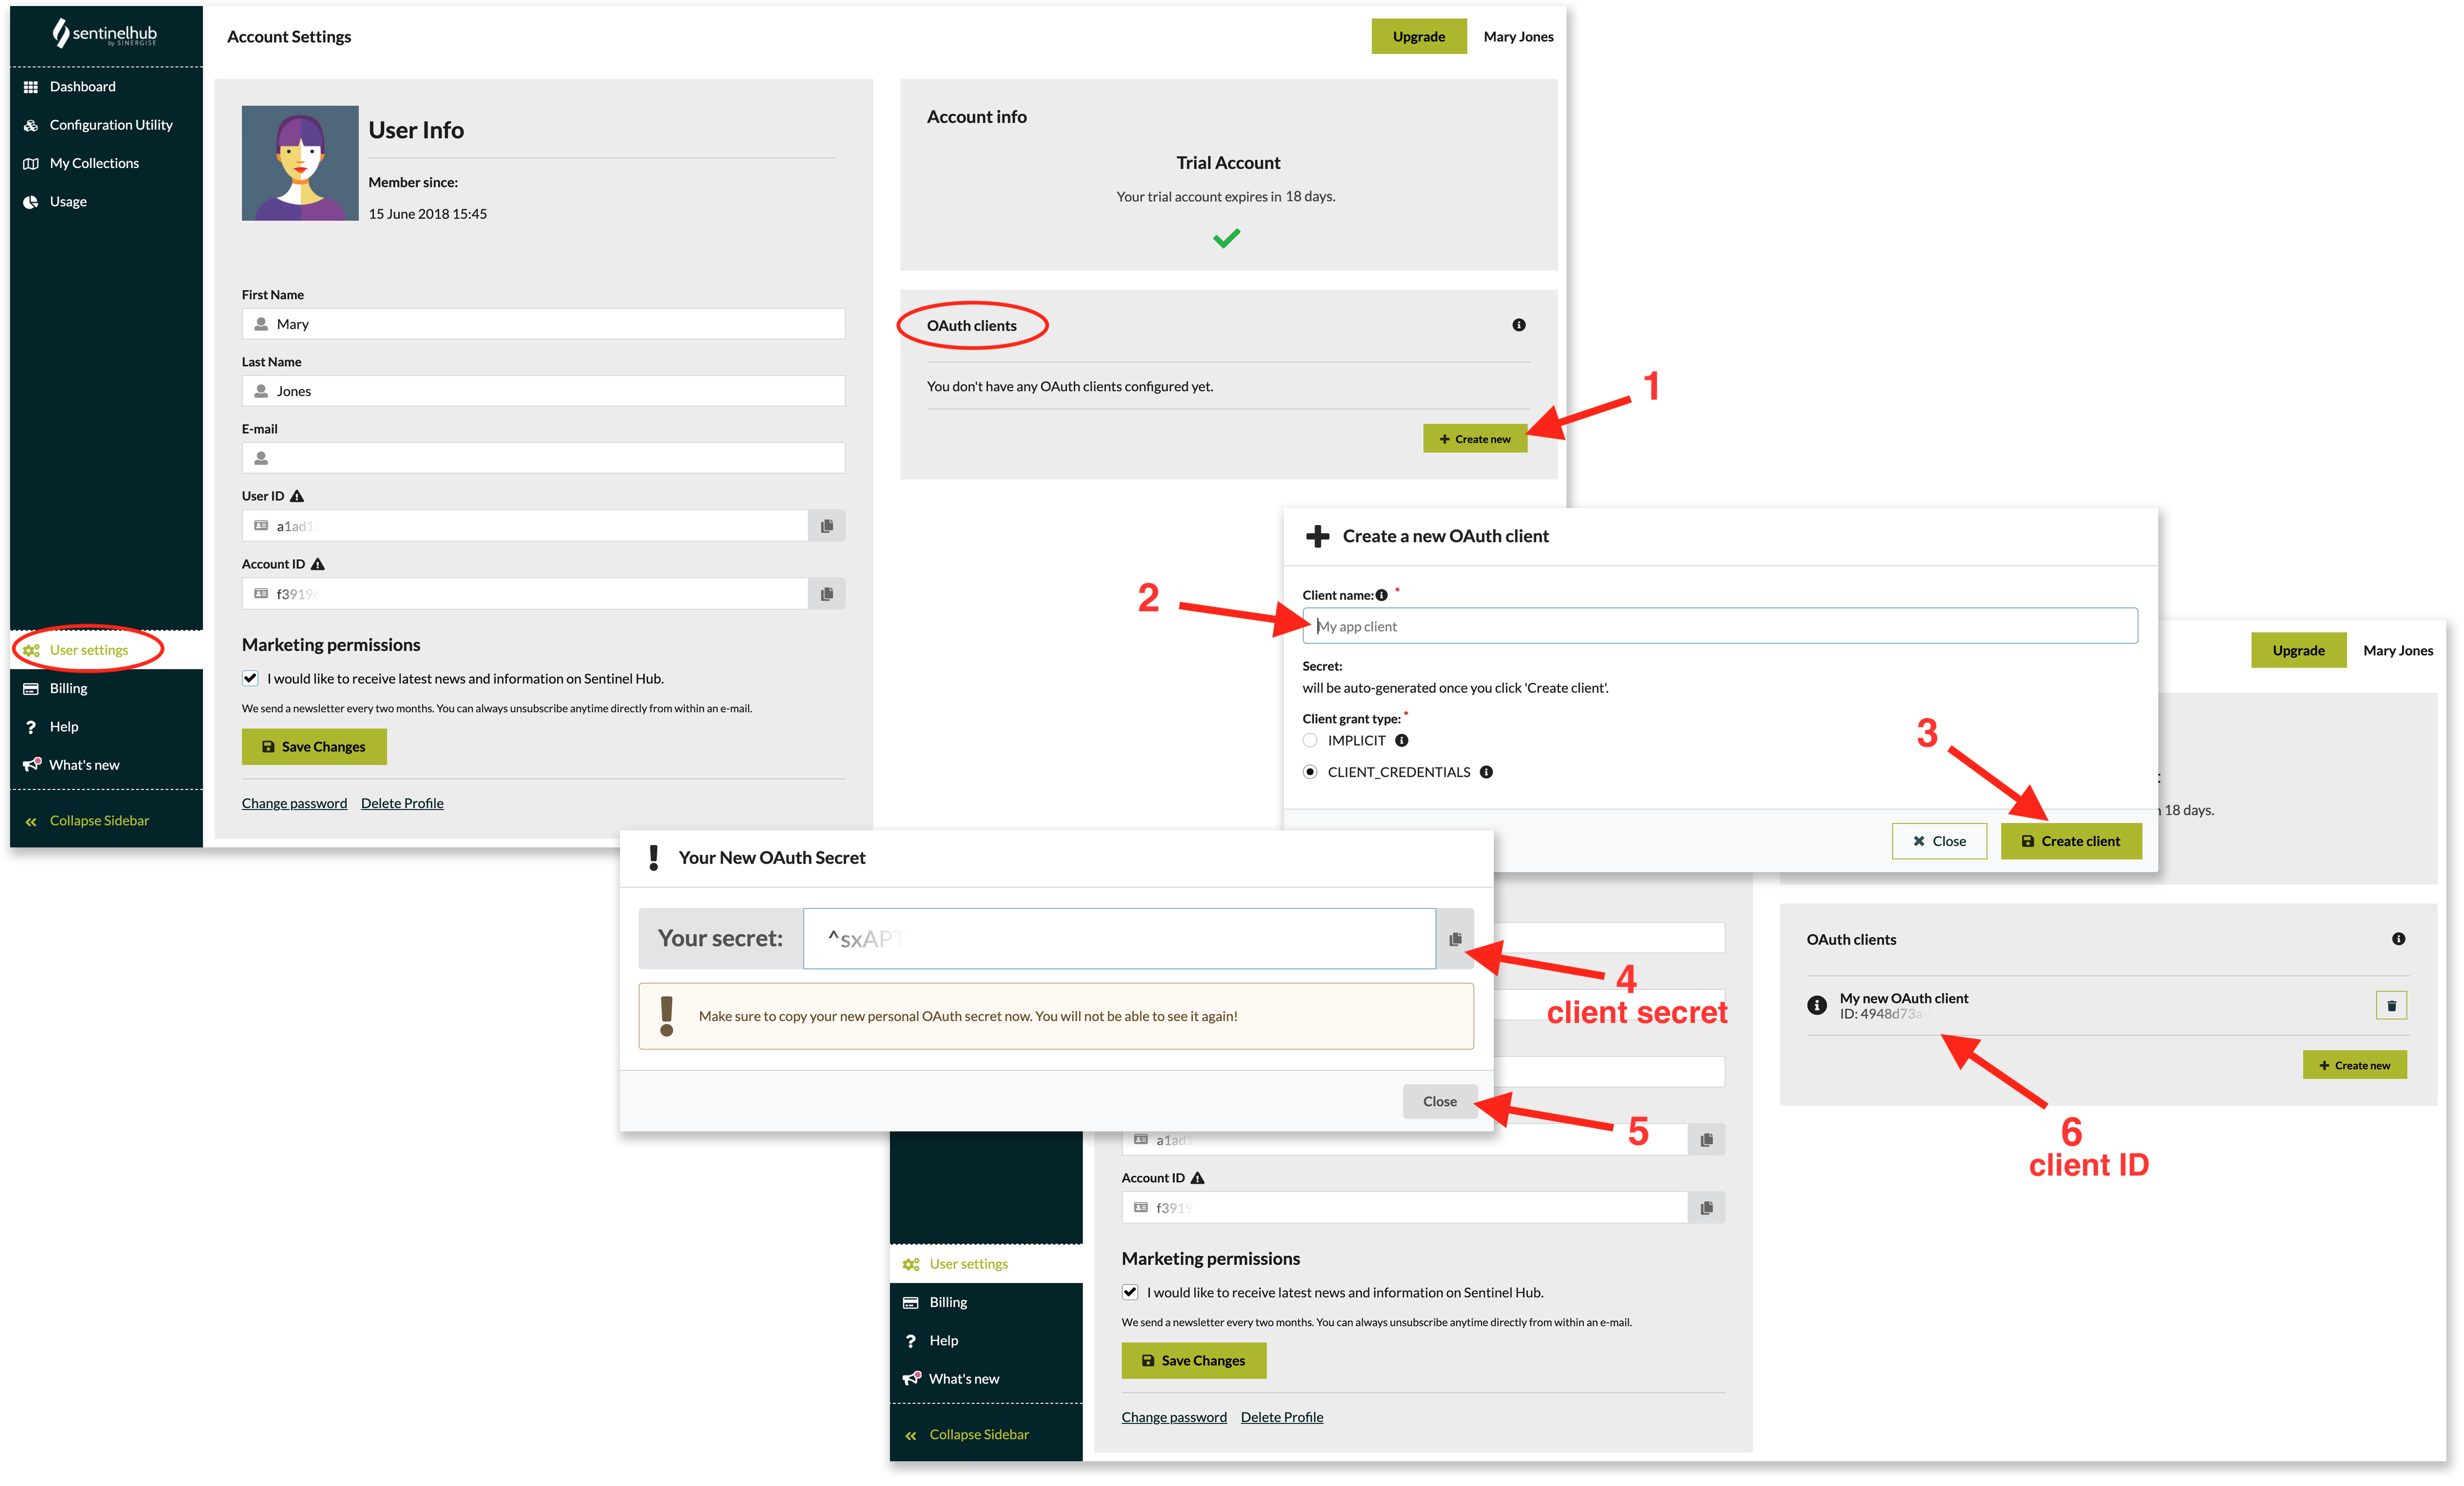 sentinelhub
by SINERGISE
Dashboard
Configuration Utility
My Collections
Usage
User settings
Billing
Help
What's new
Collapse Sidebar
Account Settings
Upgrade
Mary Jones
User Info
Member since:
15 June 2018 15:45
First Name
Mary
Last Name
Jones
E-mail
User ID
a1ad15
Account ID
f3919
Marketing permissions
I would like to receive latest news and information on Sentinel Hub.
We send a newsletter every two months. You can always unsubscribe anytime directly from within an e-mail.
Save Changes
Change password Delete Profile
Account info
Trial Account
Your trial account expires in 18 days.
OAuth clients
You don't have any OAuth clients configured yet.
Create new
1
Create a new OAuth client
Client name: *
2
My app client
Secret:
will be auto-generated once you click 'Create client'.
Client grant type: *
IMPLICIT
CLIENT_CREDENTIALS
3
Close
Create client
Your New OAuth Secret
Your secret:
^sxAPT
4
client secret
Make sure to copy your new personal OAuth secret now. You will not be able to see it again!
Close
5
Upgrade
Mary Jones
18 days.
OAuth clients
My new OAuth client
ID: 4948d73a-
Create new
6
client ID
a1ad
Account ID
f3919
Marketing permissions
I would like to receive latest news and information on Sentinel Hub.
We send a newsletter every two months. You can always unsubscribe anytime directly from within an e-mail.
Save Changes
Change password Delete Profile
User settings
Billing
Help
What's new
Collapse Sidebar